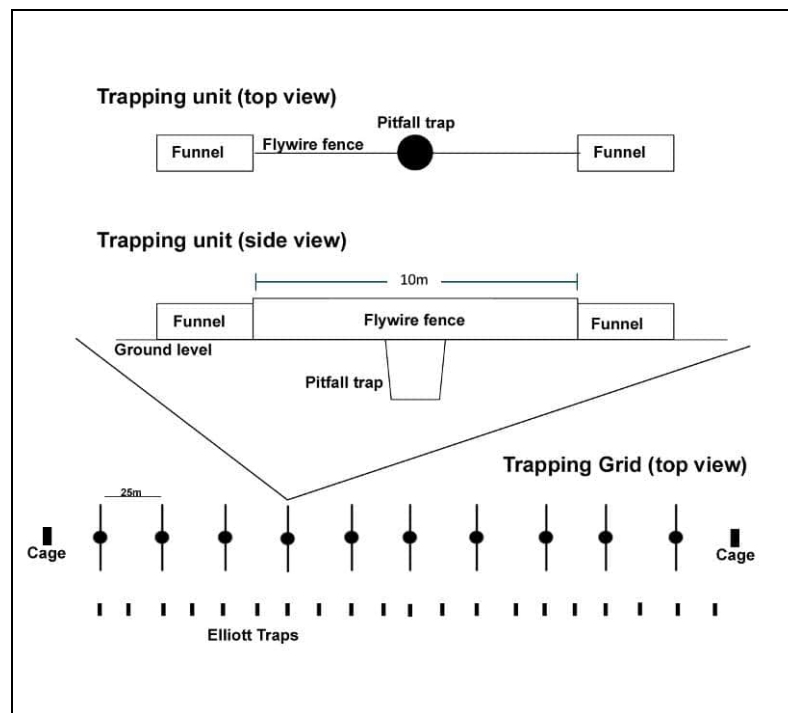 Trapping unit (top view)
Pitfall trap
Funnel
Flywire fence
Funnel
Trapping unit (side view)
10m
Funnel
Flywire fence
Funnel
Ground level
Pitfall trap
Trapping Grid (top view)
25m
Cage
Cage
Elliott Traps